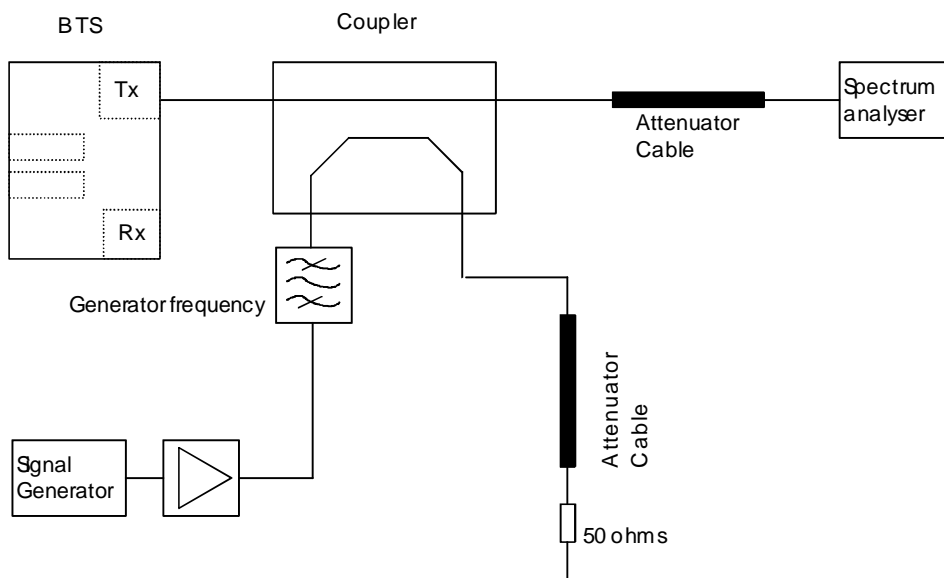 BTS
Coupler
Tx
Spectrum
analyser
Attenuator
Cable
Rx
Generator frequency
Attenuator
Cable
Signal
Generator
50 ohms